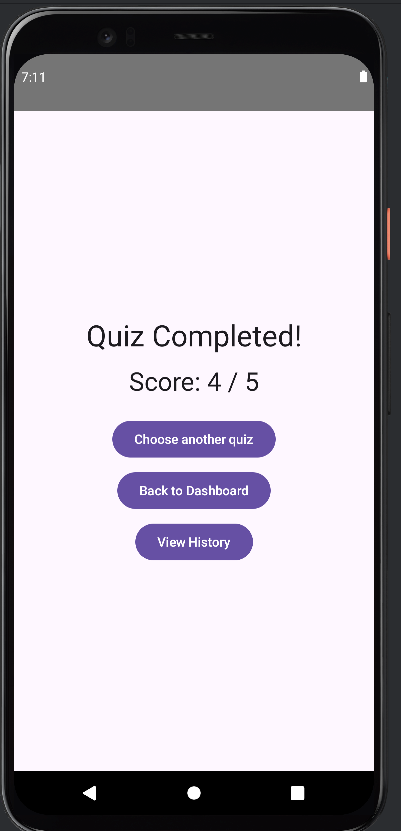 7:11
Quiz Completed!
Score: 4 / 5
Choose another quiz
Back to Dashboard
View History